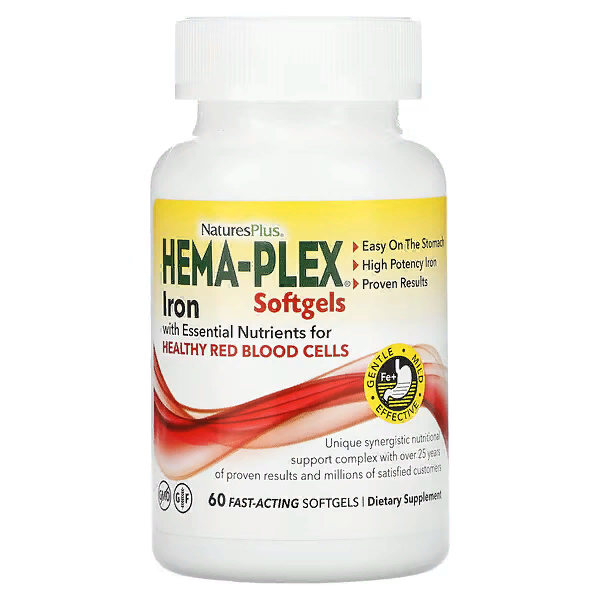 NaturesPlus®
HEMA-PLEX®
Softgels
Iron
with Essential Nutrients for
HEALTHY RED BLOOD CELLS
Easy On The Stomach
High Potency Iron
Proven Results
GENTLE • MILD • EFFECTIVE
Fe+
Unique synergistic nutritional
support complex with over 25 years
of proven results and millions of satisfied customers
GMO
G F
60 FAST-ACTING SOFTGELS | Dietary Supplement